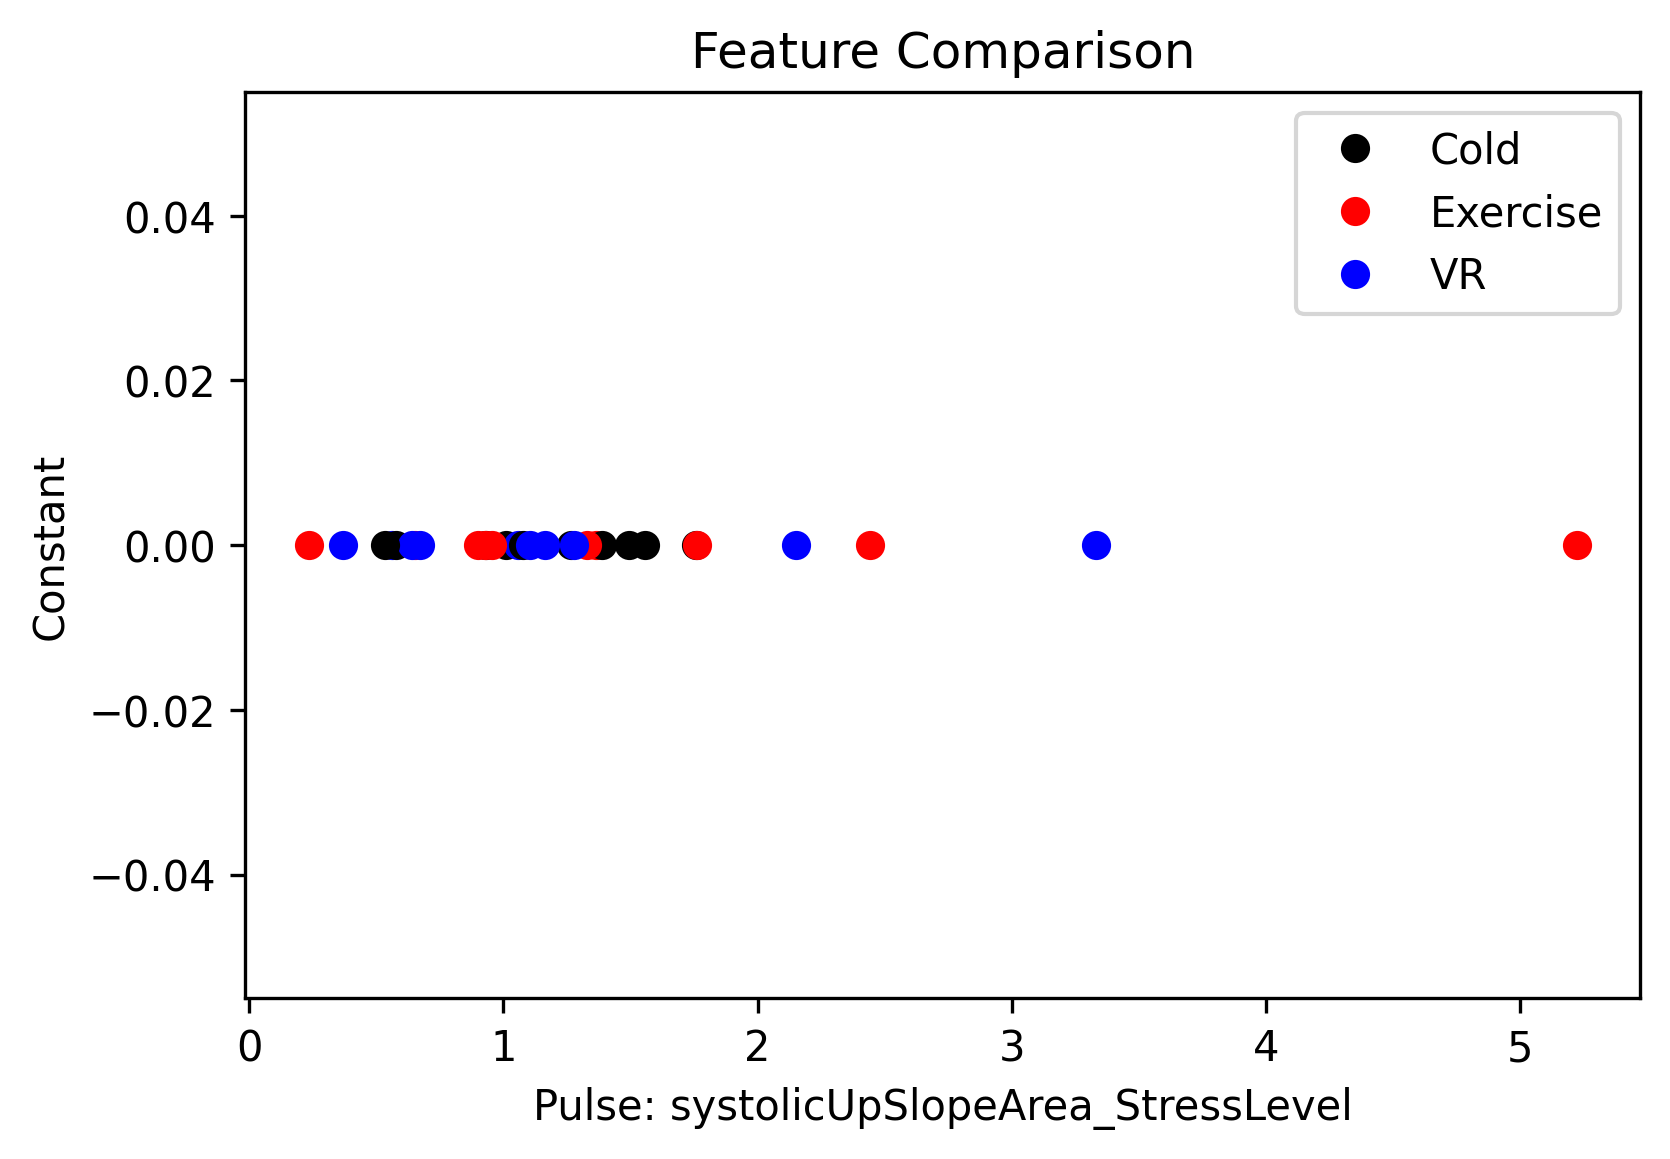 Feature Comparison
Cold
Exercise
VR
0.04
0.02
0.00
−0.02
−0.04
Constant
0 1 2 3 4 5
Pulse: systolicUpSlopeArea_StressLevel